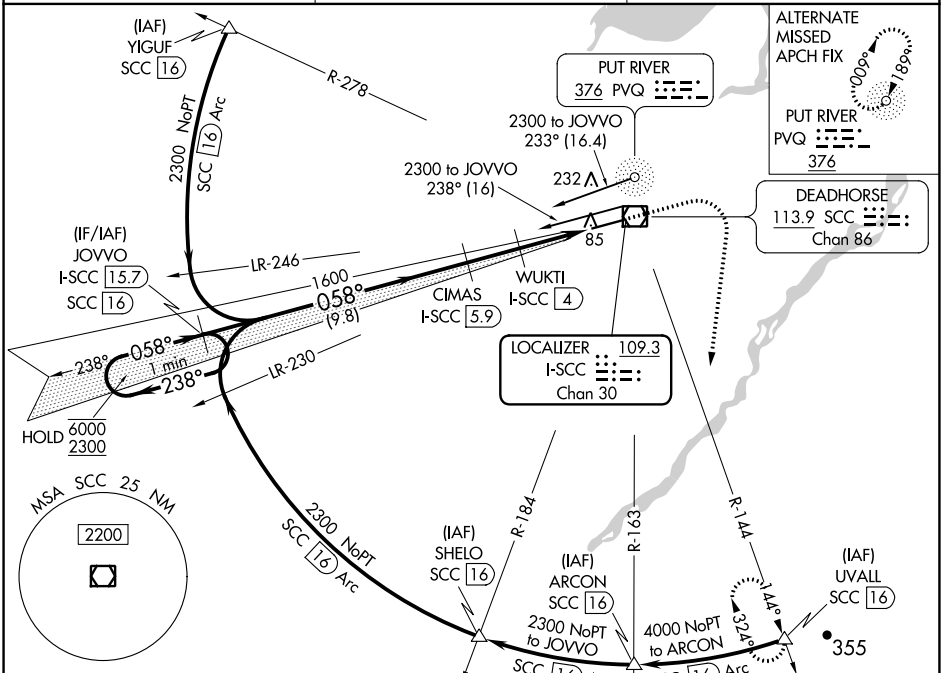 (IAF)
YIGUF
SCC 16
R-278
2300 NoPT
SCC 16 Arc
PUT RIVER
376 PVQ
2300 to JOVVO
233° (16.4)
2300 to JOVVO
238° (16)
232
85
ALTERNATE
MISSED
APCH FIX
009°
189°
PUT RIVER
PVQ
376
DEADHORSE
113.9 SCC
Chan 86
(IF/IAF)
JOVVO
I-SCC 15.7
SCC 16
LR-246
1600
058°
(9.8)
CIMAS
I-SCC 5.9
WUKTI
I-SCC 4
238°
058°
1 min
238°
LR-230
HOLD 6000
2300
LOCALIZER 109.3
I-SCC
Chan 30
MSA SCC 25 NM
2200
2300 NoPT
SCC 16 Arc
R-184
R-163
R-144
(IAF)
SHELO
SCC 16
(IAF)
ARCON
SCC 16
(IAF)
UVALL
SCC 16
2300 NoPT
to JOVVO
SCC 16
4000 NoPT
to ARCON
16 Arc
324°
144°
355